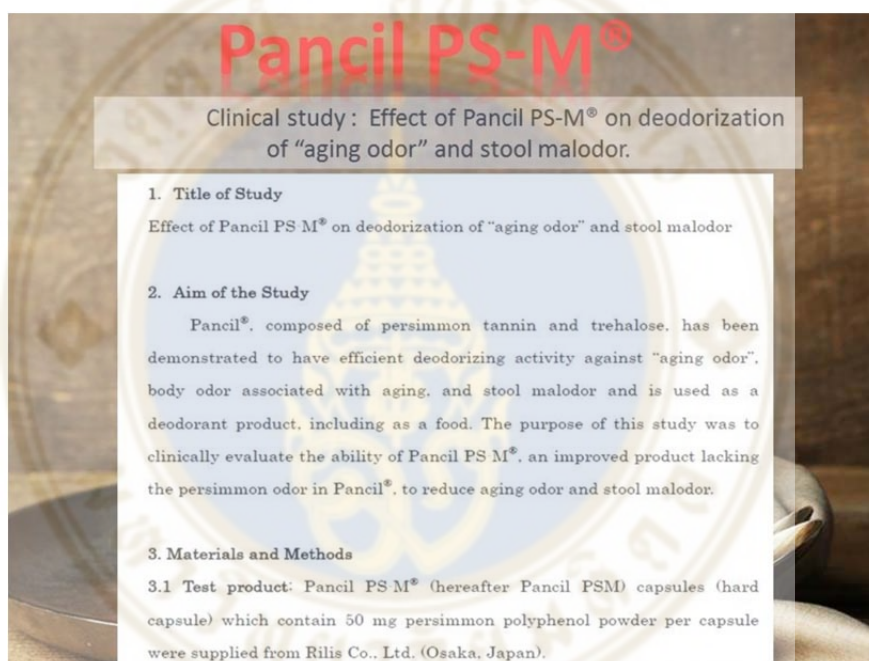 Pancil PS-M®
Clinical study : Effect of Pancil PS-M® on deodorization
of “aging odor” and stool malodor.
1. Title of Study
Effect of Pancil PS-M® on deodorization of “aging odor” and stool malodor
2. Aim of the Study
Pancil®, composed of persimmon tannin and trehalose, has been
demonstrated to have efficient deodorizing activity against “aging odor”,
body odor associated with aging, and stool malodor and is used as a
deodorant product, including as a food. The purpose of this study was to
clinically evaluate the ability of Pancil PS-M®, an improved product lacking
the persimmon odor in Pancil®, to reduce aging odor and stool malodor.
3. Materials and Methods
3.1 Test product: Pancil PS-M® (hereafter Pancil PSM) capsules (hard
capsule) which contain 50 mg persimmon polyphenol powder per capsule
were supplied from Rilis Co., Ltd. (Osaka, Japan).